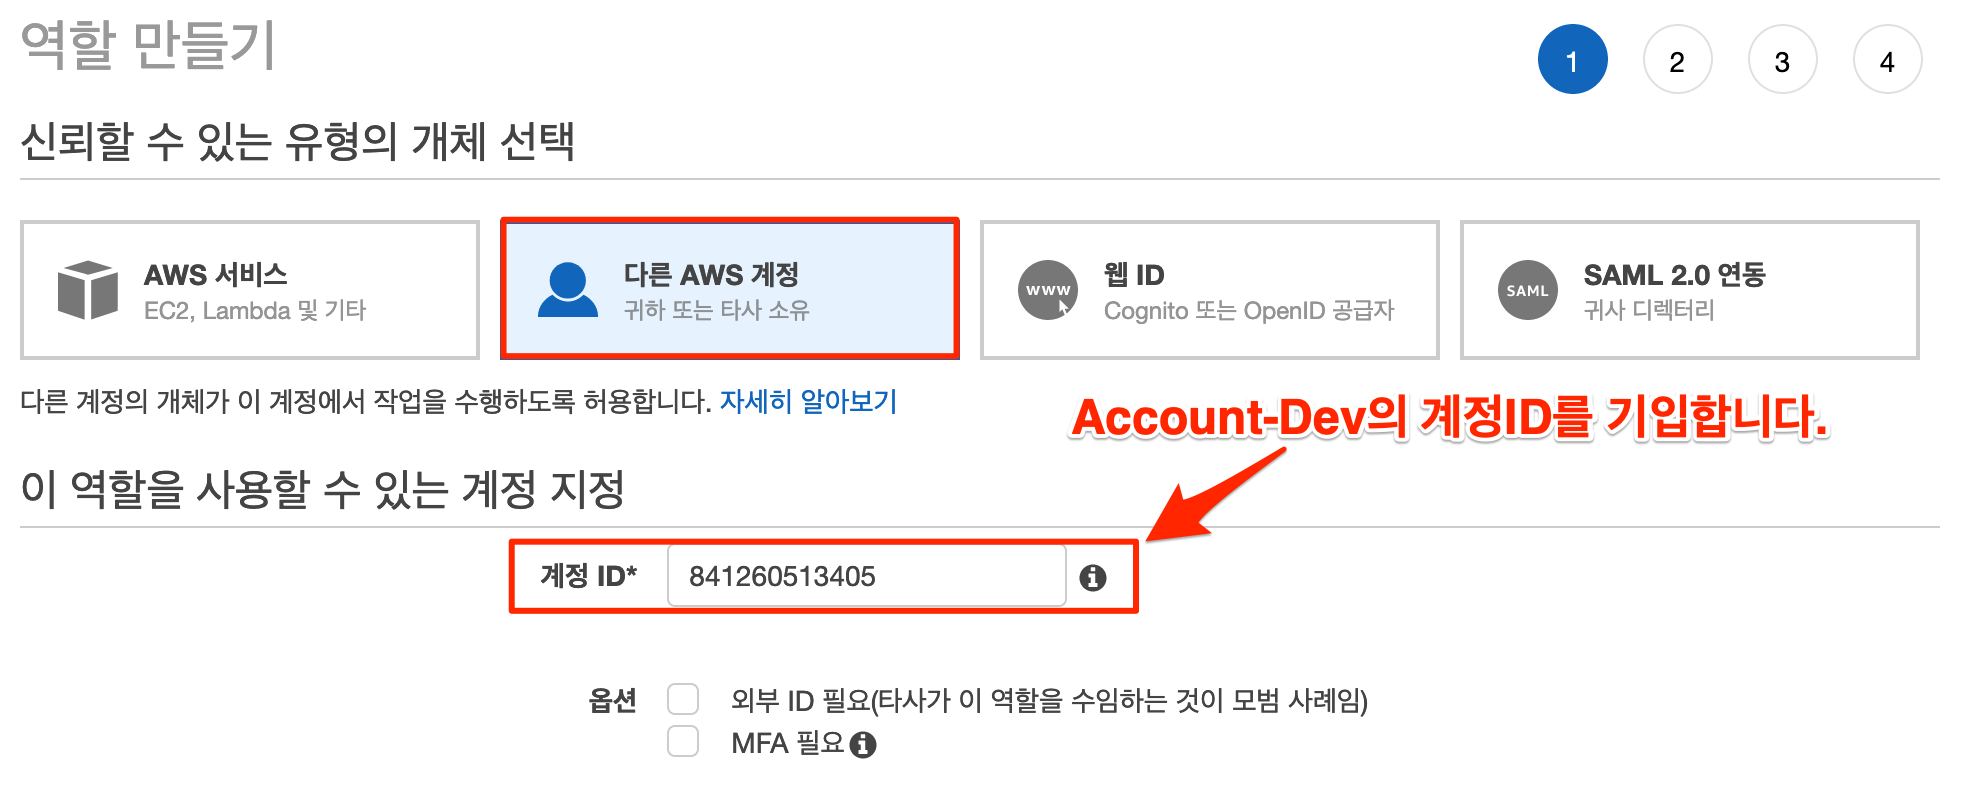 역할 만들기
1 2 3 4
신뢰할 수 있는 유형의 개체 선택
AWS 서비스
EC2, Lambda 및 기타
다른 AWS 계정
귀하 또는 타사 소유
www
웹 ID
Cognito 또는 OpenID 공급자
SAML
SAML 2.0 연동
귀사 디렉터리
다른 계정의 개체가 이 계정에서 작업을 수행하도록 허용합니다. 자세히 알아보기
Account-Dev의 계정ID를 기입합니다.
이 역할을 사용할 수 있는 계정 지정
계정 ID* 841260513405
옵션 외부 ID 필요(타사가 이 역할을 수임하는 것이 모범 사례임)
MFA 필요